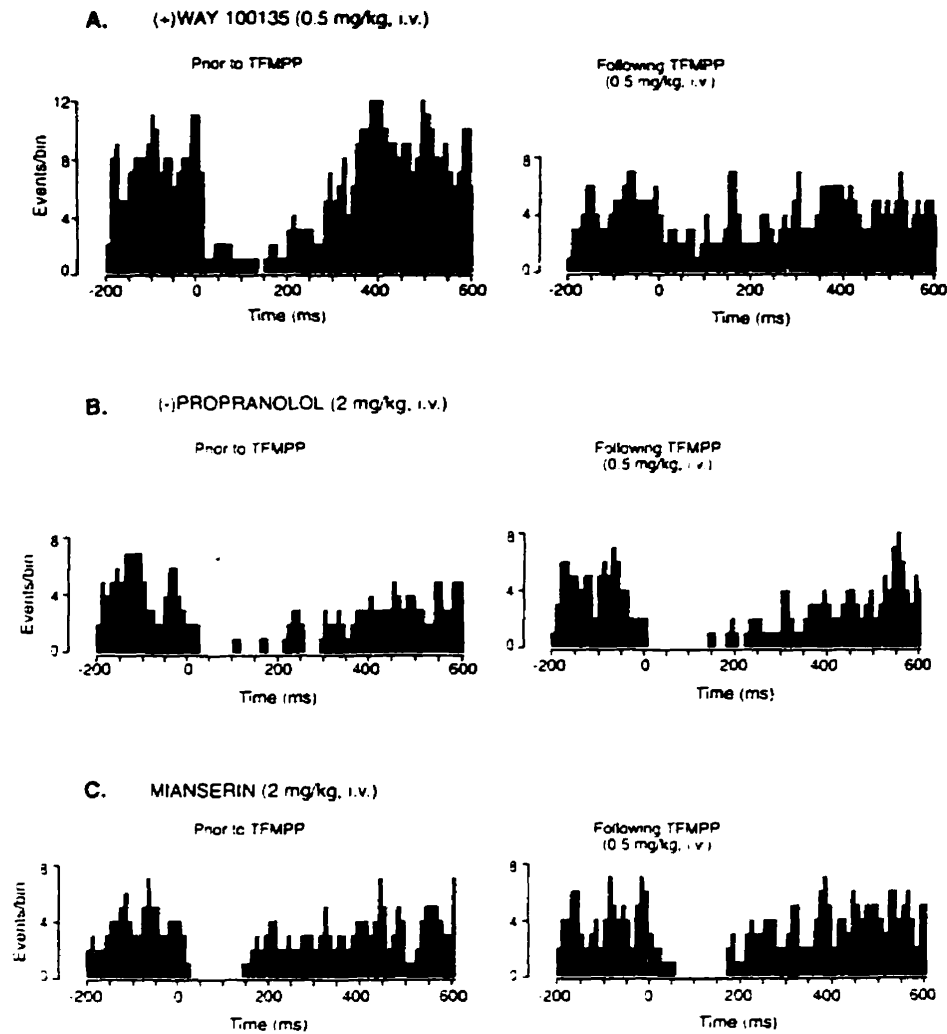 A. (+)WAY 100135 (0.5 mg/kg, i.v.)
Prior to TFMPP
Following TFMPP
(0.5 mg/kg, i.v.)
Events/bin
12
8
4
0
-200 0 200 400 600
Time (ms)
8
4
0
-200 0 200 400 600
Time (ms)
B. (-)PROPRANOLOL (2 mg/kg, i.v.)
Prior to TFMPP
Following TFMPP
(0.5 mg/kg, i.v.)
Events/bin
8
4
0
-200 0 200 400 600
Time (ms)
8
4
0
-200 0 200 400 600
Time (ms)
C. MIANSERIN (2 mg/kg, i.v.)
Prior to TFMPP
Following TFMPP
(0.5 mg/kg, i.v.)
Events/bin
8
4
0
-200 0 200 400 600
Time (ms)
8
4
0
-200 0 200 400 600
Time (ms)